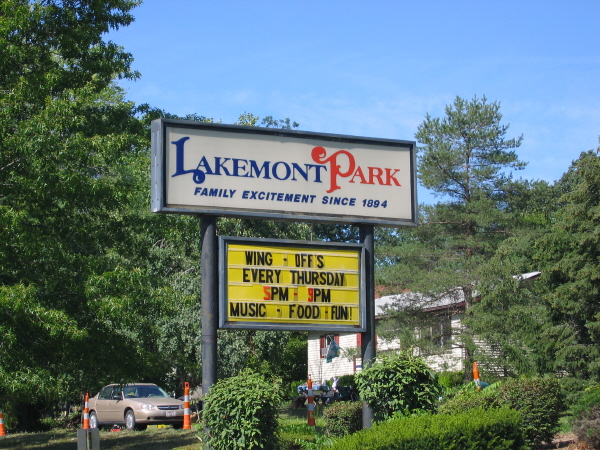 LAKEMONT PARK
FAMILY EXCITEMENT SINCE 1894
WING - OFF'S
EVERY THURSDAY
5PM - 9PM
MUSIC - FOOD - FUN!